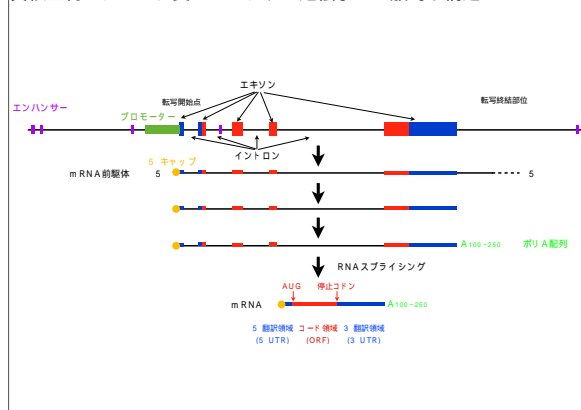 エキソン
転写開始点
転写終結部位
エンハンサー
プロモーター
イントロン
5 キャップ
mRNA前駆体 5 5
A100-250 ポリA配列
RNAスプライシング
AUG 停止コドン
mRNA A100-250
5 翻訳領域 コード領域 3 翻訳領域
(5 UTR) (ORF) (3 UTR)